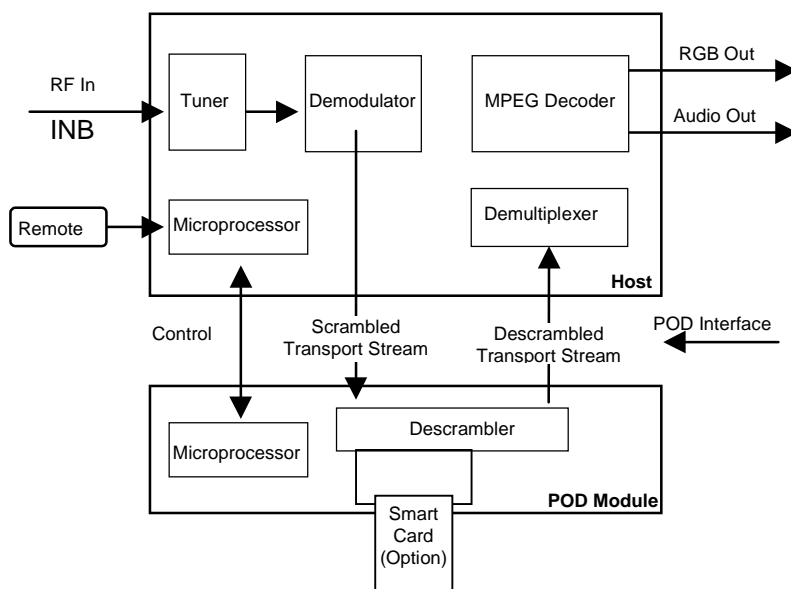 RGB Out
RF In
Tuner
Demodulator
MPEG Decoder
INB
Audio Out
Remote
Microprocessor
Demultiplexer
Host
Control
Scrambled
Transport Stream
Descrambled
Transport Stream
POD Interface
Microprocessor
Descrambler
POD Module
Smart
Card
(Option)